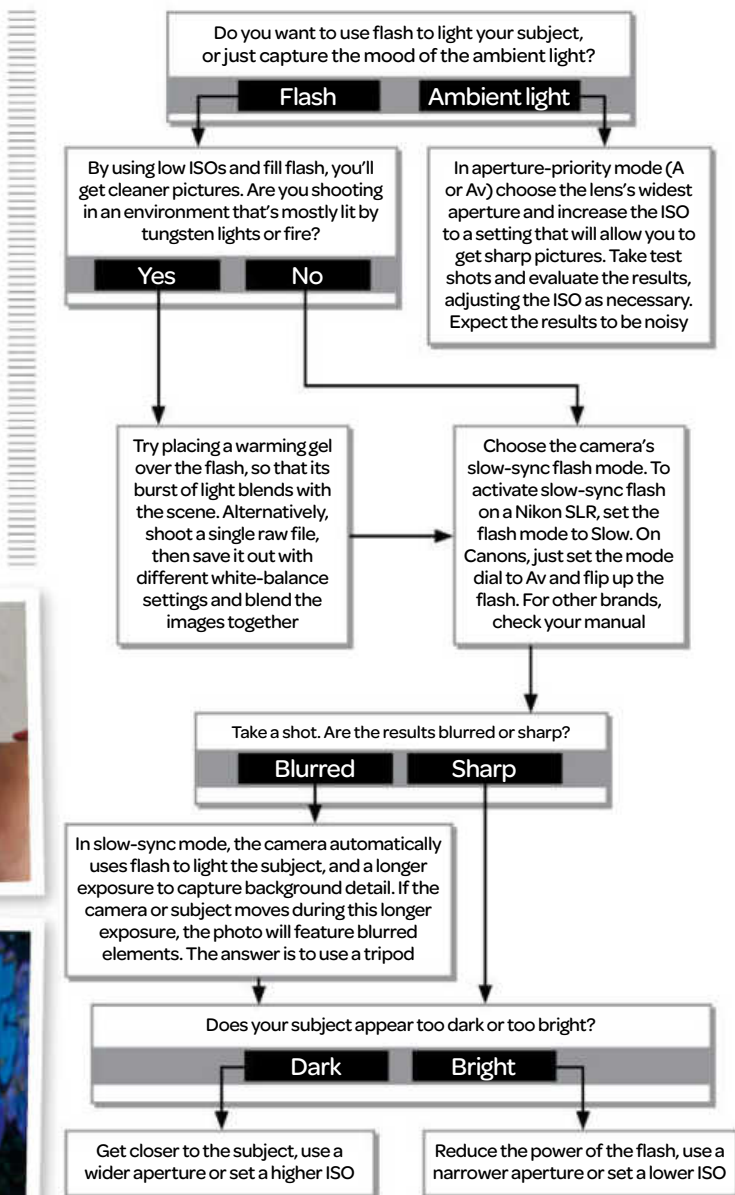 Do you want to use flash to light your subject,
or just capture the mood of the ambient light?
Flash
Ambient light
By using low ISOs and fill flash, you'll
get cleaner pictures. Are you shooting
in an environment that's mostly lit by
tungsten lights or fire?
Yes
No
In aperture-priority mode (A
or Av) choose the lens's widest
aperture and increase the ISO
to a setting that will allow you to
get sharp pictures. Take test
shots and evaluate the results,
adjusting the ISO as necessary.
Expect the results to be noisy
Try placing a warming gel
over the flash, so that its
burst of light blends with
the scene. Alternatively,
shoot a single raw file,
then save it out with
different white-balance
settings and blend the
images together
Choose the camera's
slow-sync flash mode. To
activate slow-sync flash
on a Nikon SLR, set the
flash mode to Slow. On
Canons, just set the mode
dial to Av and flip up the
flash. For other brands,
check your manual
Take a shot. Are the results blurred or sharp?
Blurred
Sharp
In slow-sync mode, the camera automatically
uses flash to light the subject, and a longer
exposure to capture background detail. If the
camera or subject moves during this longer
exposure, the photo will feature blurred
elements. The answer is to use a tripod
Does your subject appear too dark or too bright?
Dark
Bright
Get closer to the subject, use a
wider aperture or set a higher ISO
Reduce the power of the flash, use a
narrower aperture or set a lower ISO